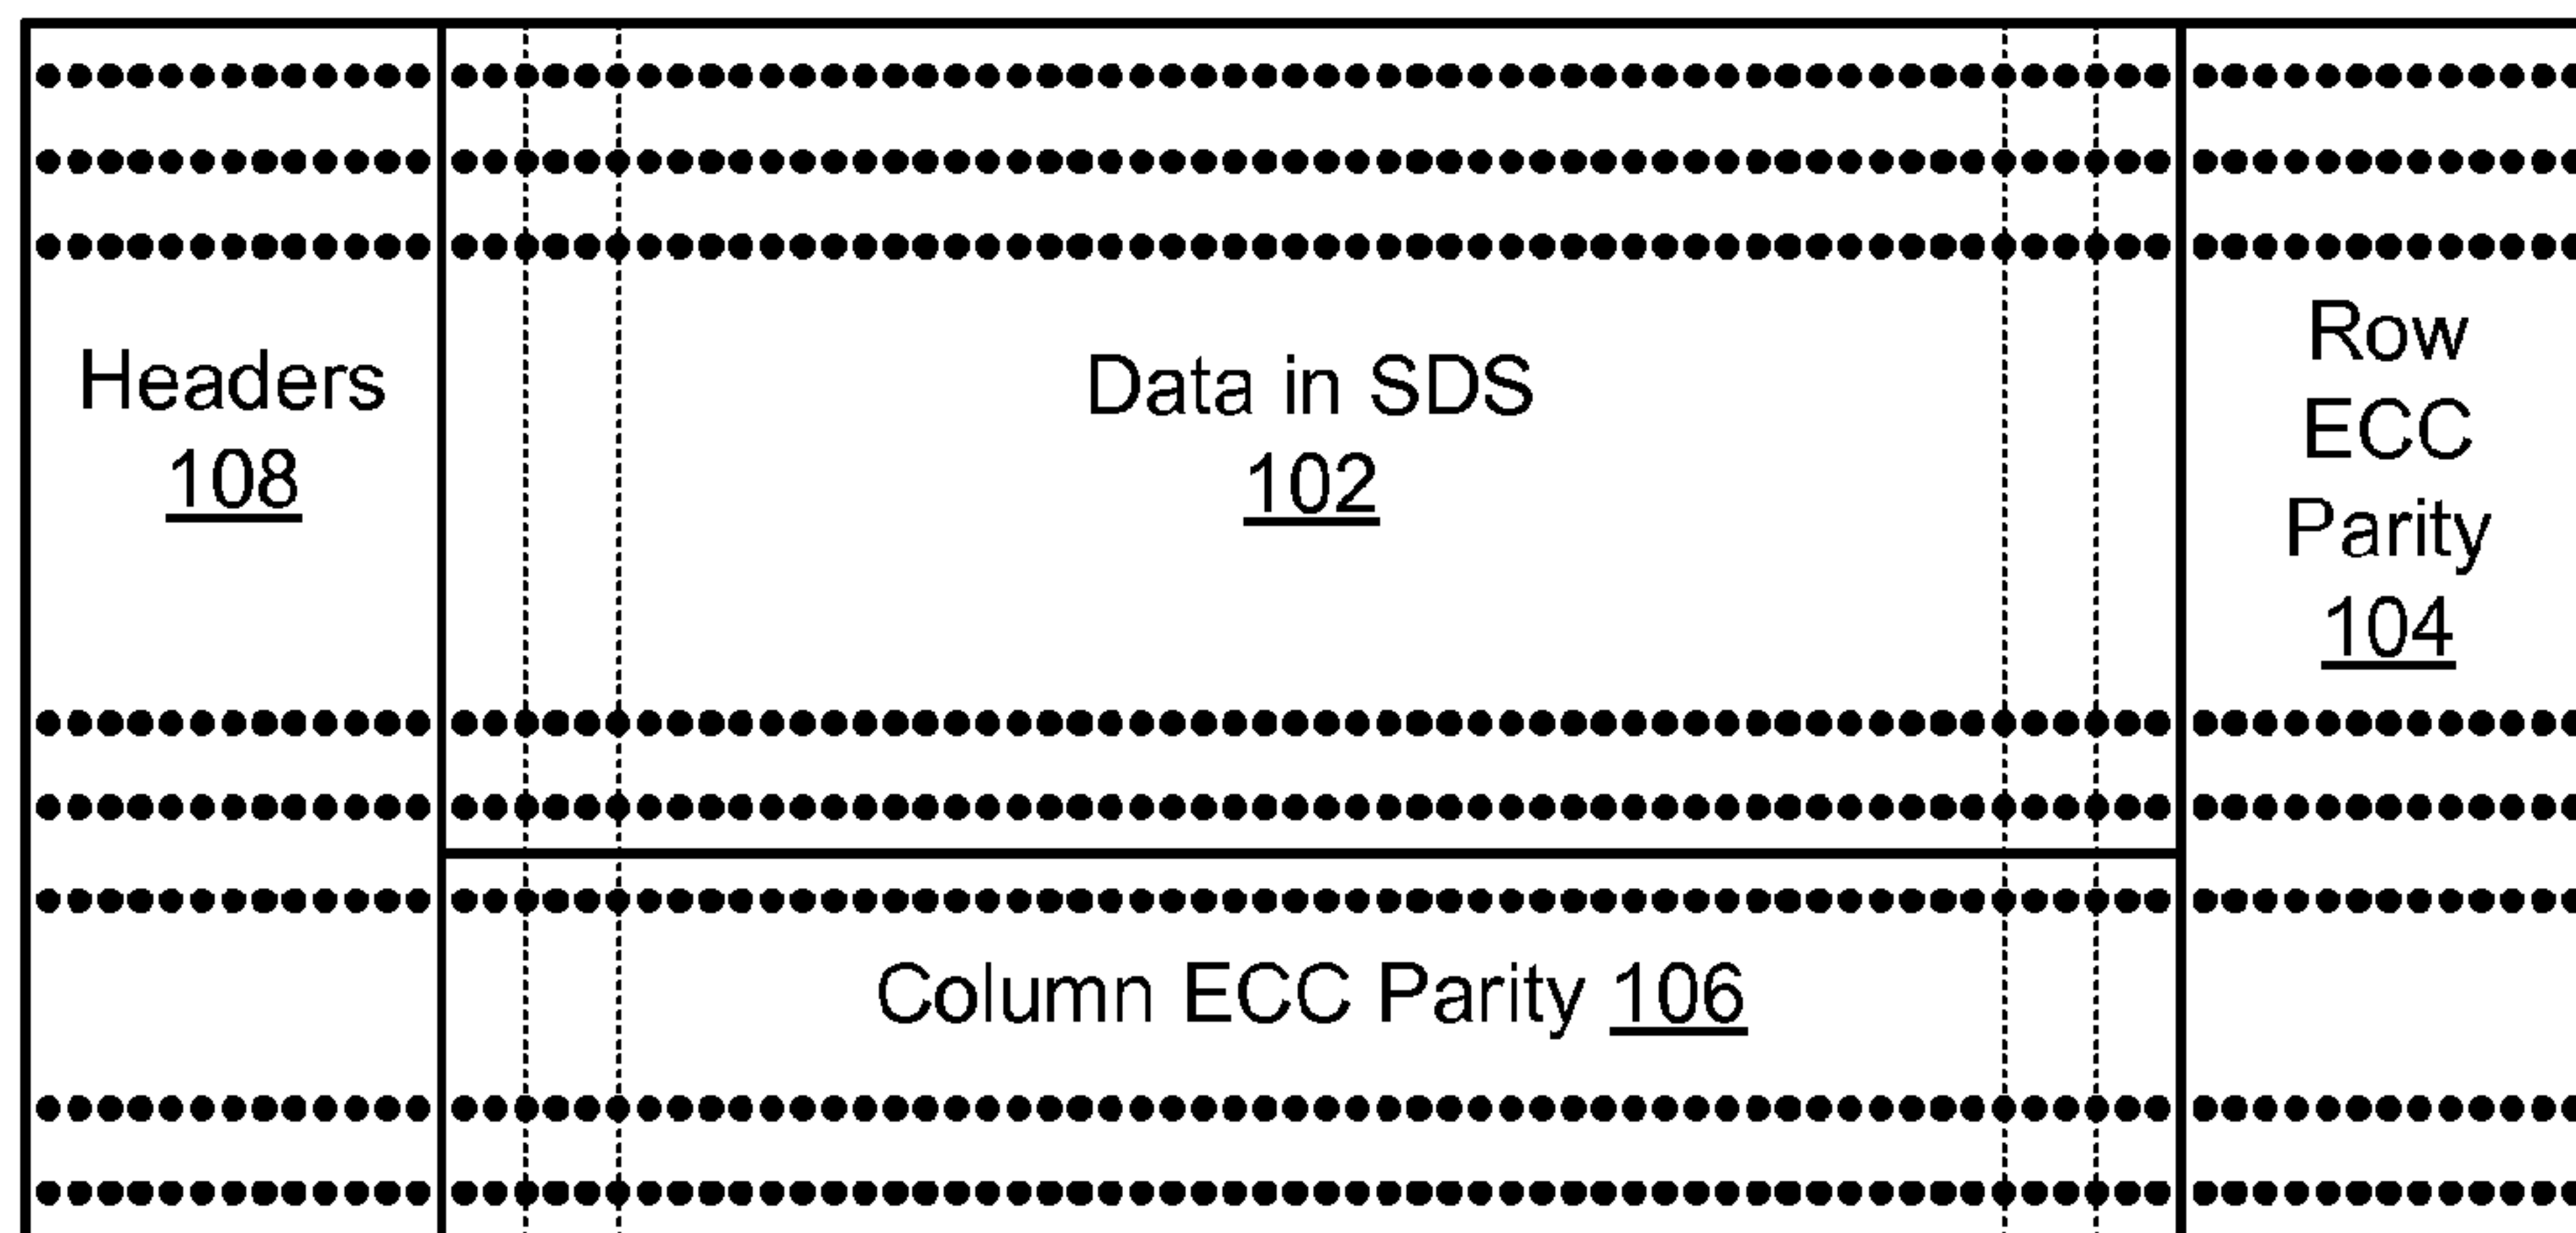 Headers
108
Data in SDS
102
Row
ECC
Parity
104
Column ECC Parity 106